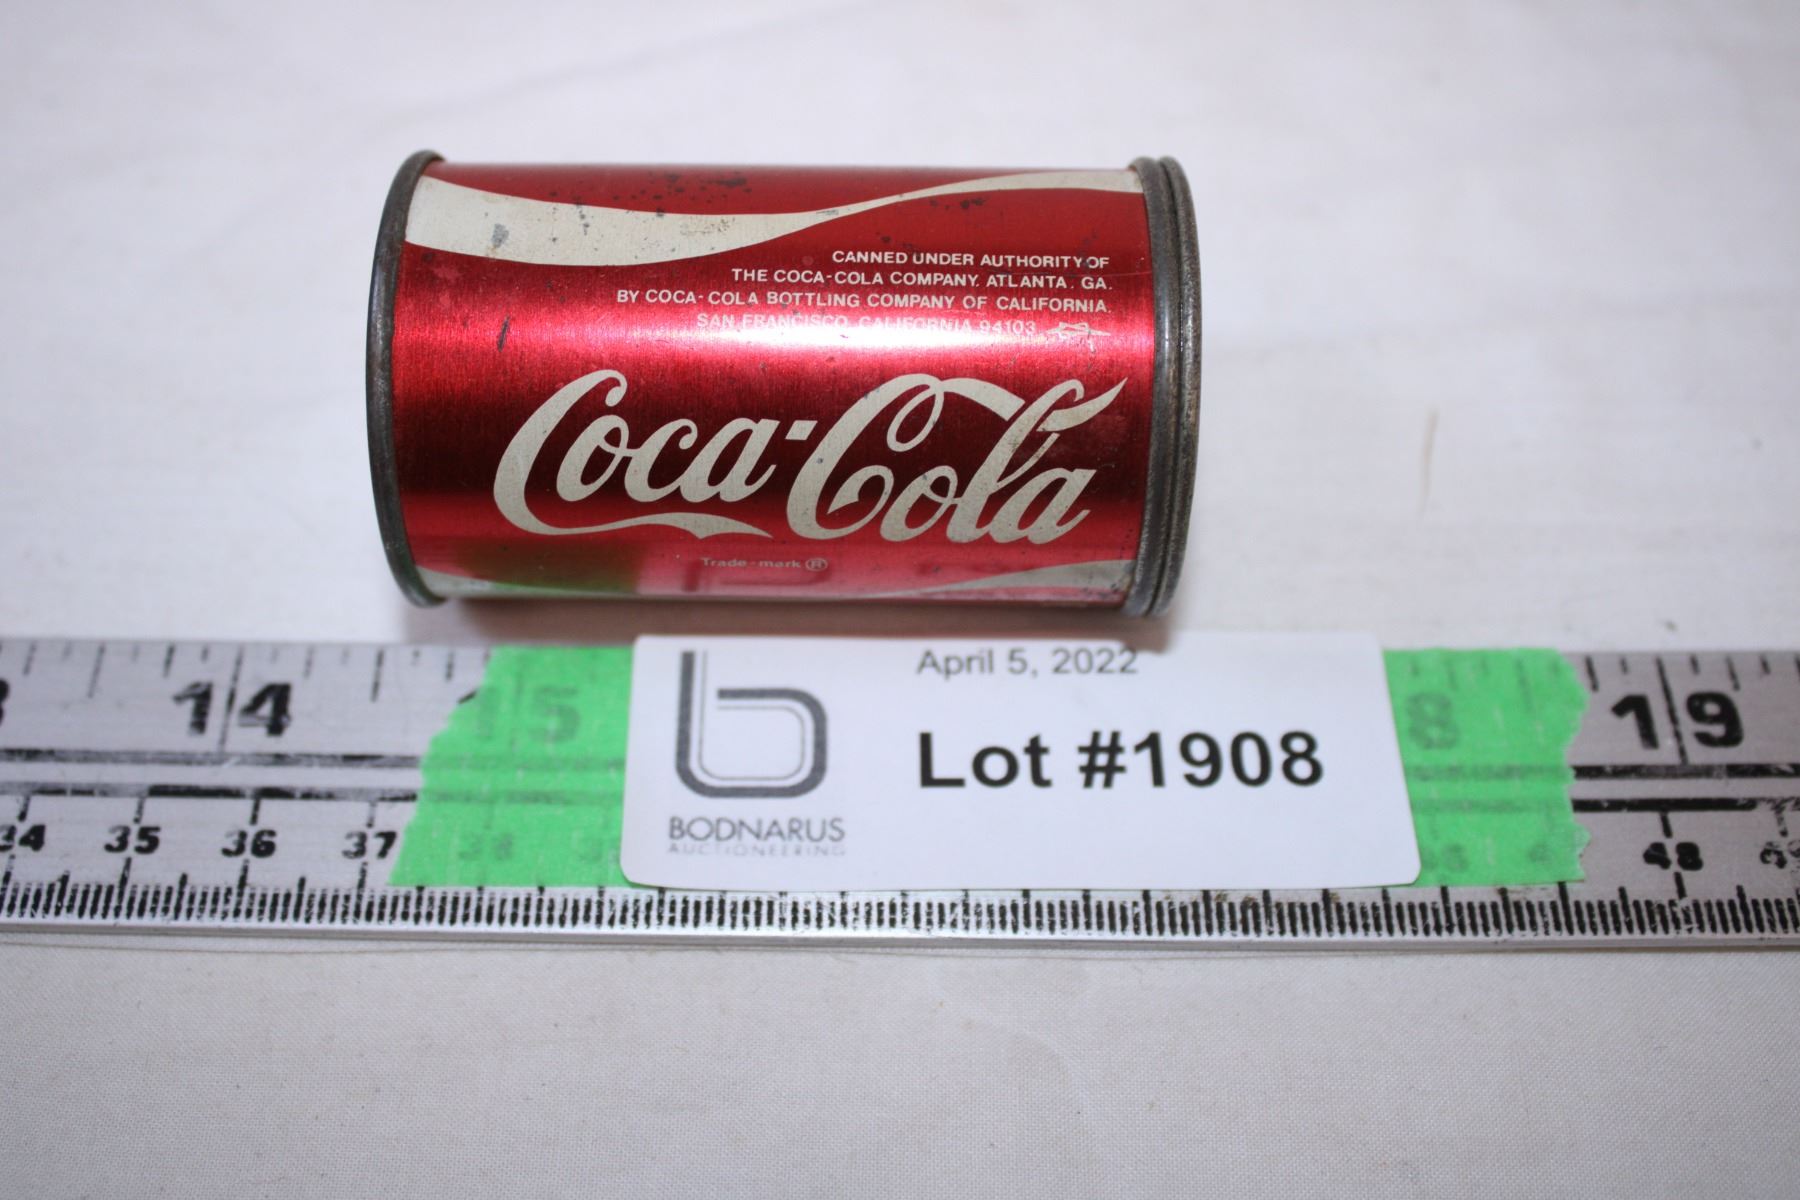 CANNED UNDER AUTHORITY OF
THE COCA-COLA COMPANY, ATLANTA, GA.
BY COCA-COLA BOTTLING COMPANY OF CALIFORNIA,
SAN FRANCISCO, CALIFORNIA 94103
Coca-Cola
Trade-mark ®
April 5, 2022
Lot #1908
BODNARUS
AUCTIONEERING
14 15 8 19
34 35 36 37 38 48